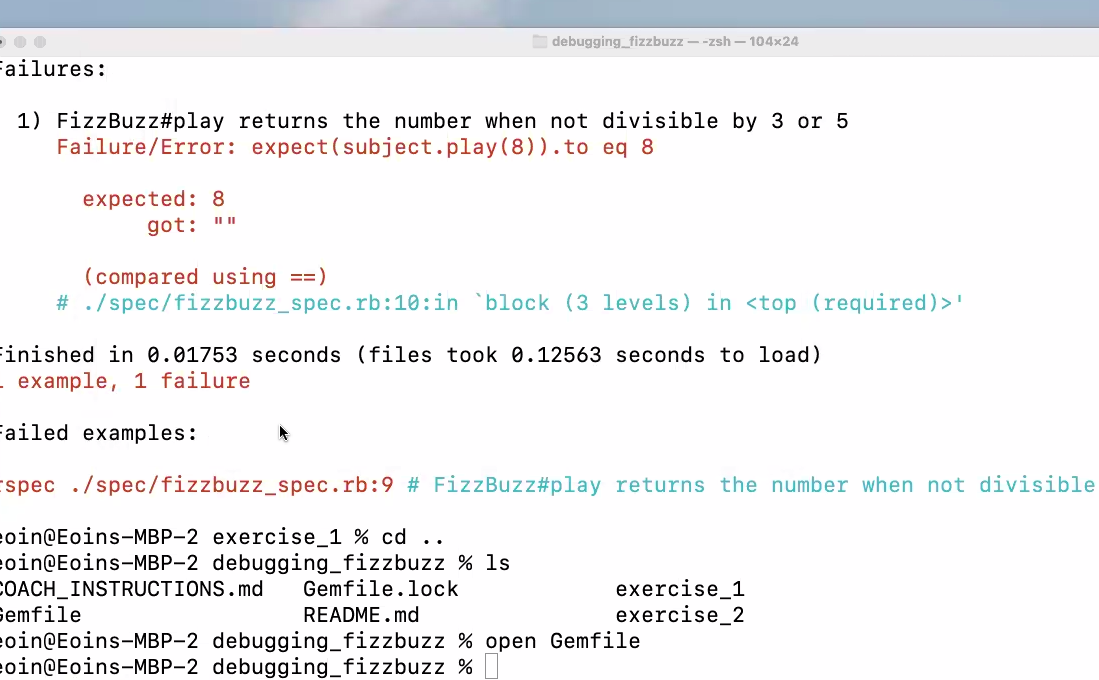 debugging_fizzbuzz — -zsh — 104×24
Failures:
1) FizzBuzz#play returns the number when not divisible by 3 or 5
Failure/Error: expect(subject.play(8)).to eq 8
expected: 8
got: ""
(compared using ==)
# ./spec/fizzbuzz_spec.rb:10:in `block (3 levels) in <top (required)>'
Finished in 0.01753 seconds (files took 0.12563 seconds to load)
1 example, 1 failure
Failed examples:
rspec ./spec/fizzbuzz_spec.rb:9 # FizzBuzz#play returns the number when not divisible
eoin@Eoins-MBP-2 exercise_1 % cd ..
eoin@Eoins-MBP-2 debugging_fizzbuzz % ls
COACH_INSTRUCTIONS.md Gemfile.lock exercise_1
Gemfile README.md exercise_2
eoin@Eoins-MBP-2 debugging_fizzbuzz % open Gemfile
eoin@Eoins-MBP-2 debugging_fizzbuzz %